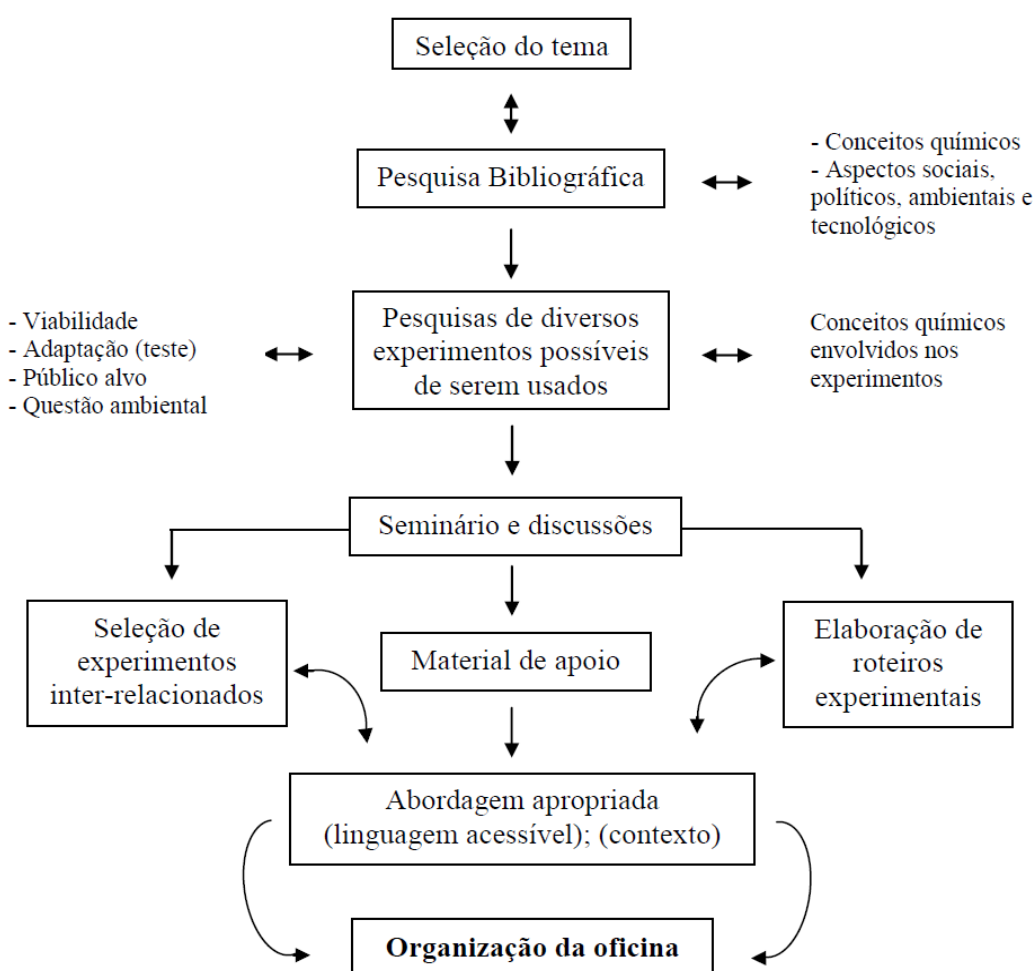 Seleção do tema
Pesquisa Bibliográfica
- Conceitos químicos
- Aspectos sociais,
políticos, ambientais e
tecnológicos
- Viabilidade
- Adaptação (teste)
- Público alvo
- Questão ambiental
Pesquisas de diversos
experimentos possíveis
de serem usados
Conceitos químicos
envolvidos nos
experimentos
Seminário e discussões
Seleção de
experimentos
inter-relacionados
Material de apoio
Elaboração de
roteiros
experimentais
Abordagem apropriada
(linguagem acessível); (contexto)
Organização da oficina